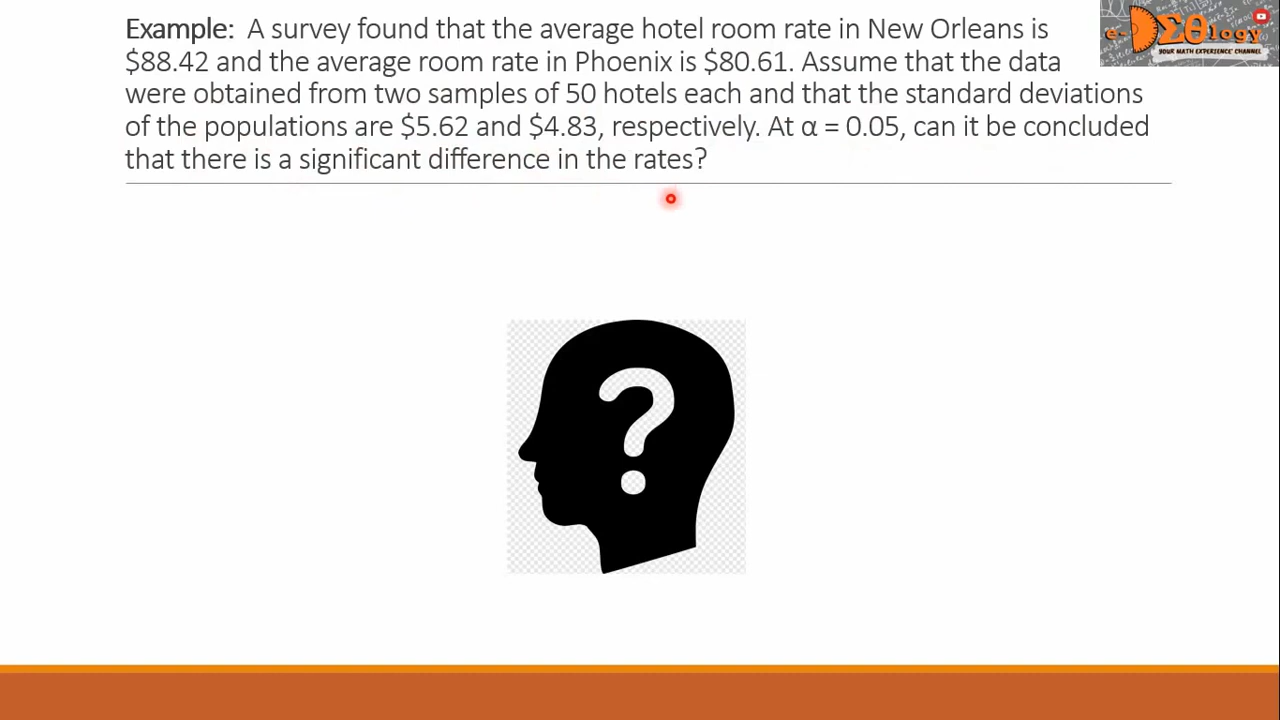 Example: A survey found that the average hotel room rate in New Orleans is
$88.42 and the average room rate in Phoenix is $80.61. Assume that the data
were obtained from two samples of 50 hotels each and that the standard deviations
of the populations are $5.62 and $4.83, respectively. At α = 0.05, can it be concluded
that there is a significant difference in the rates?
e-DΣθlogy
YOUR MATH EXPERIENCE CHANNEL
?